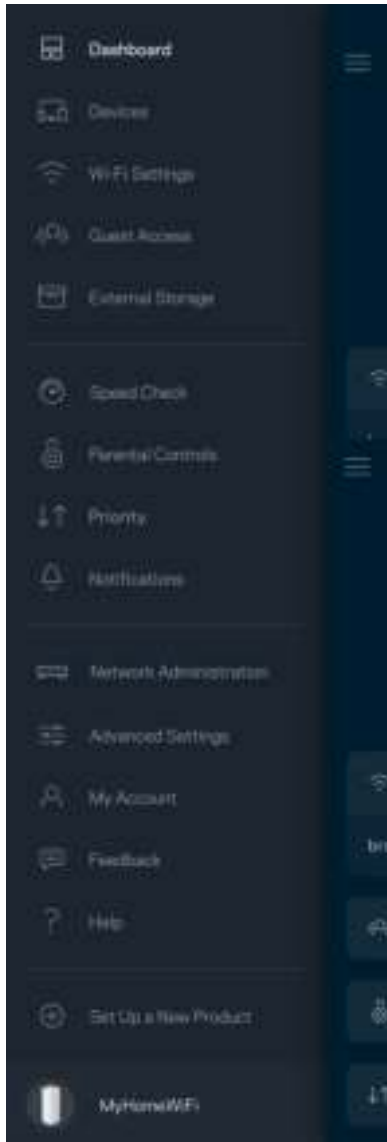 Dashboard
Devices
Wi-Fi Settings
Guest Access
External Storage
Speed Check
Parental Controls
Priority
Notifications
Network Administration
Advanced Settings
My Account
Feedback
Help
Set Up a New Product
MyHomeWiFi